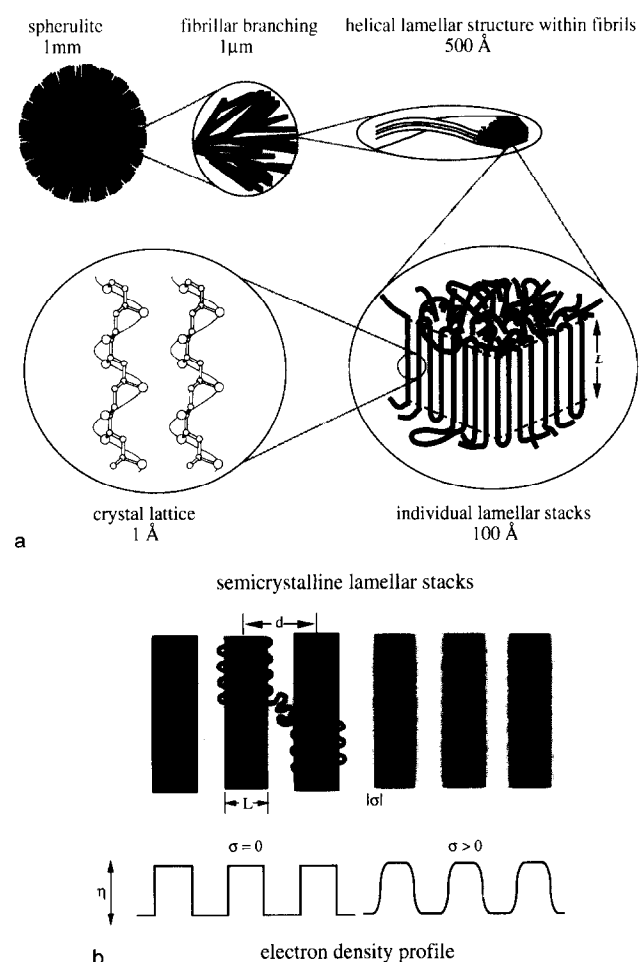 spherulite
1mm
fibrillar branching
1μm
helical lamellar structure within fibrils
500 Å
L
crystal lattice
1 Å
individual lamellar stacks
100 Å
a
semicrystalline lamellar stacks
d
L
|σ|
σ = 0
σ > 0
η
b
electron density profile